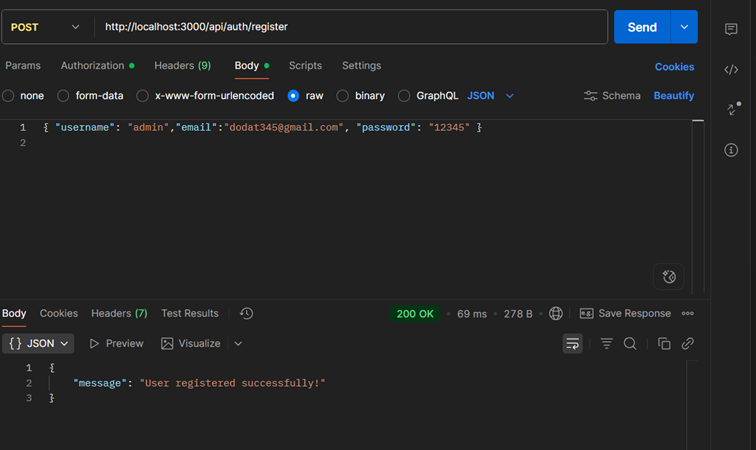 POST http://localhost:3000/api/auth/register Send
Params Authorization Headers (9) Body Scripts Settings Cookies
none form-data x-www-form-urlencoded raw binary GraphQL JSON Schema Beautify
1 { "username": "admin","email":"dodat345@gmail.com", "password": "12345" }
2
Body Cookies Headers (7) Test Results 200 OK • 69 ms • 278 B • e.g. Save Response
{} JSON Preview Visualize
1 {
2 "message": "User registered successfully!"
3 }